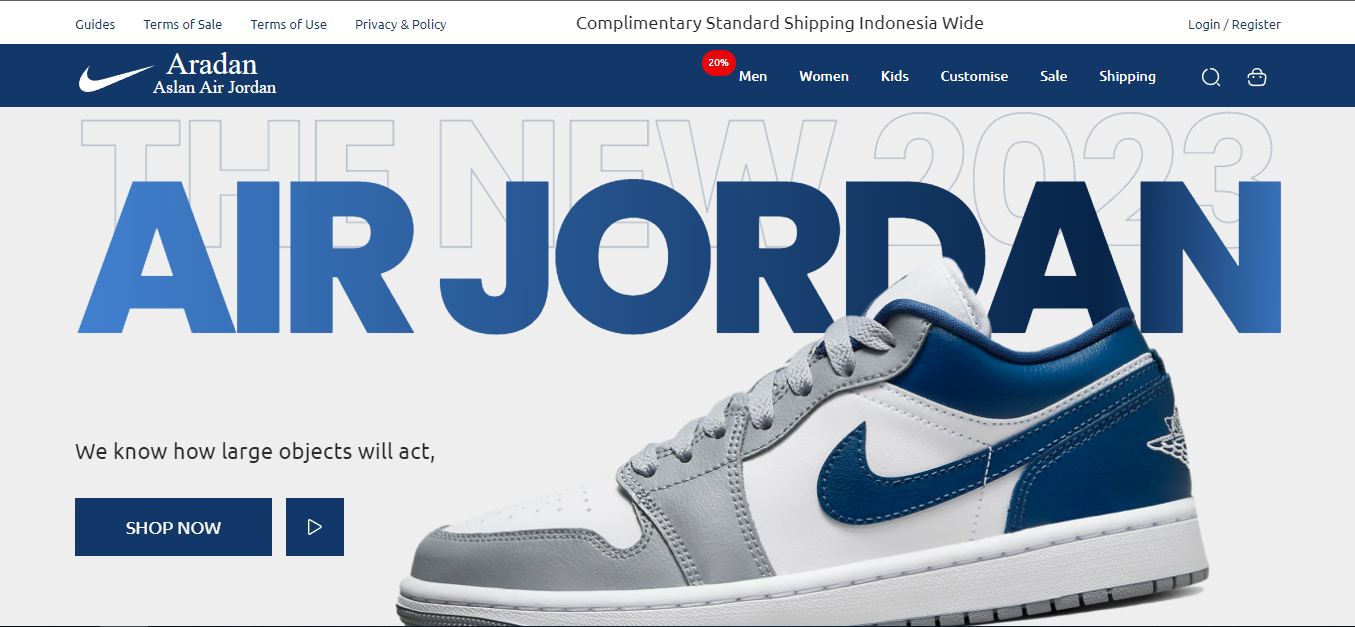 Guides Terms of Sale Terms of Use Privacy & Policy Complimentary Standard Shipping Indonesia Wide Login / Register
Aradan
Aslan Air Jordan
20% Men Women Kids Customise Sale Shipping
THE NEW 2023
AIR JORDAN
We know how large objects will act,
SHOP NOW